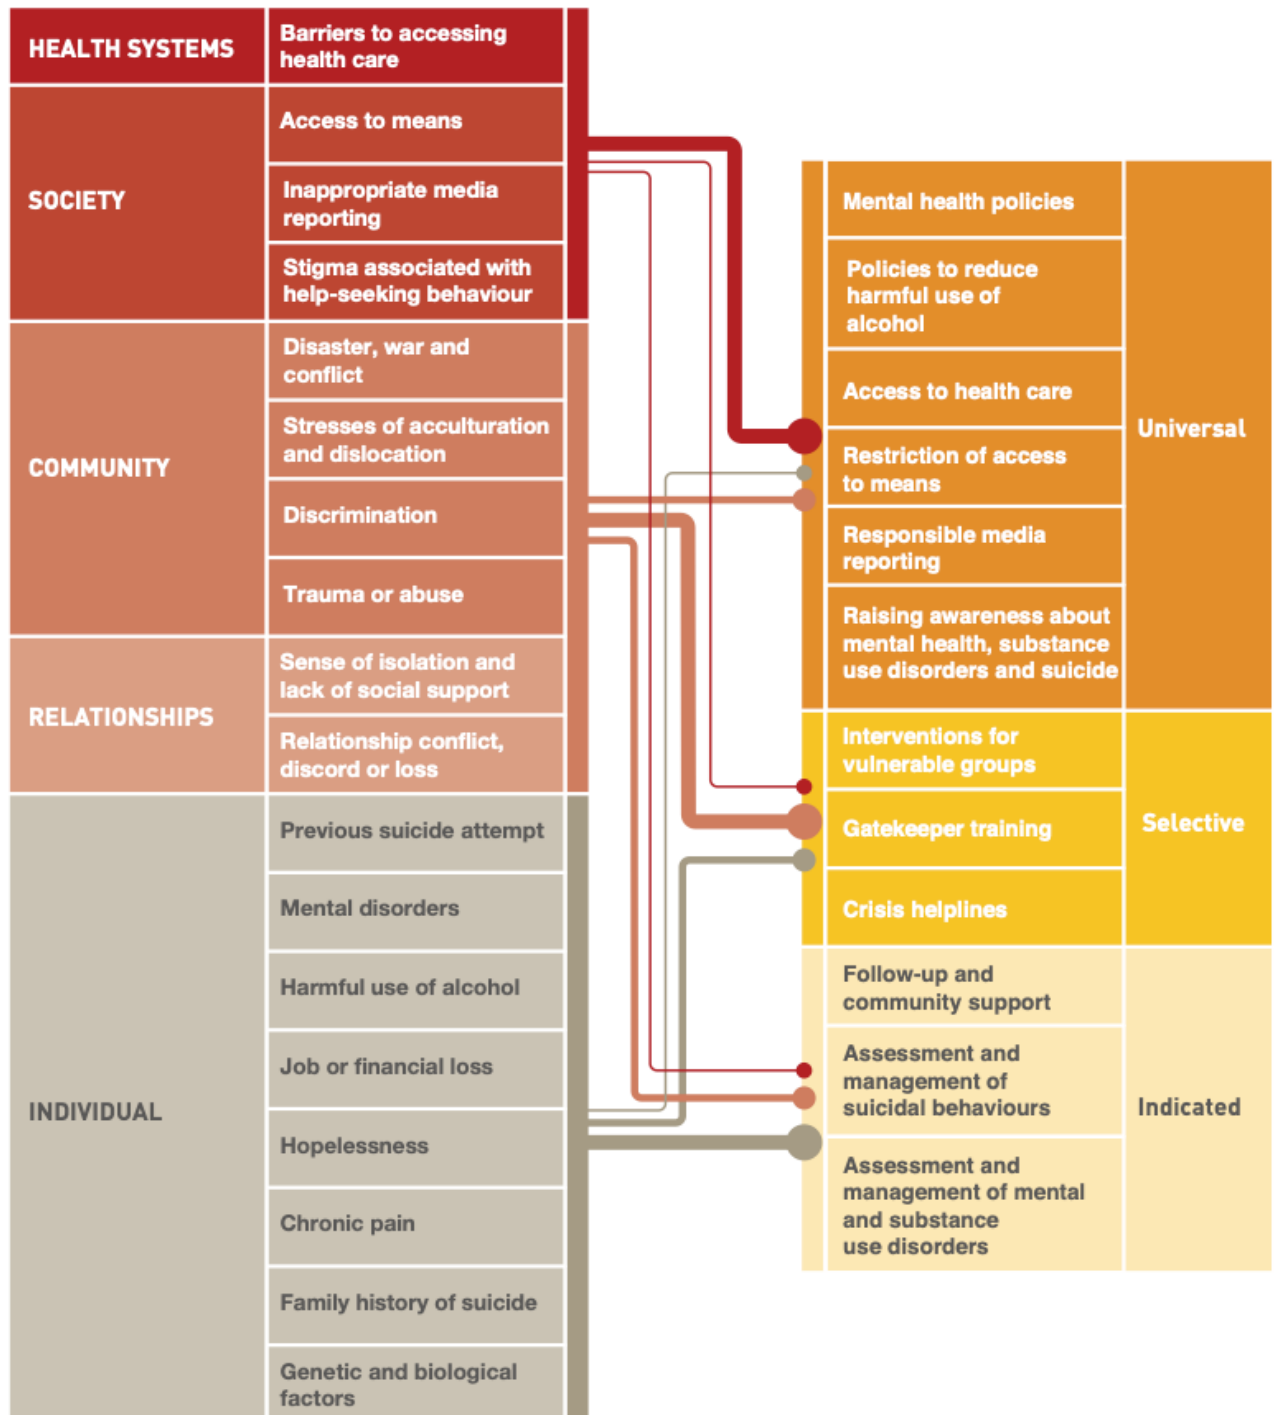 HEALTH SYSTEMS
Barriers to accessing
health care
SOCIETY
Access to means
Inappropriate media
reporting
Stigma associated with
help-seeking behaviour
COMMUNITY
Disaster, war and
conflict
Stresses of acculturation
and dislocation
Discrimination
Trauma or abuse
RELATIONSHIPS
Sense of isolation and
lack of social support
Relationship conflict,
discord or loss
INDIVIDUAL
Previous suicide attempt
Mental disorders
Harmful use of alcohol
Job or financial loss
Hopelessness
Chronic pain
Family history of suicide
Genetic and biological
factors
Mental health policies
Policies to reduce
harmful use of
alcohol
Access to health care
Restriction of access
to means
Responsible media
reporting
Raising awareness about
mental health, substance
use disorders and suicide
Universal
Interventions for
vulnerable groups
Gatekeeper training
Crisis helplines
Selective
Follow-up and
community support
Assessment and
management of
suicidal behaviours
Assessment and
management of mental
and substance
use disorders
Indicated